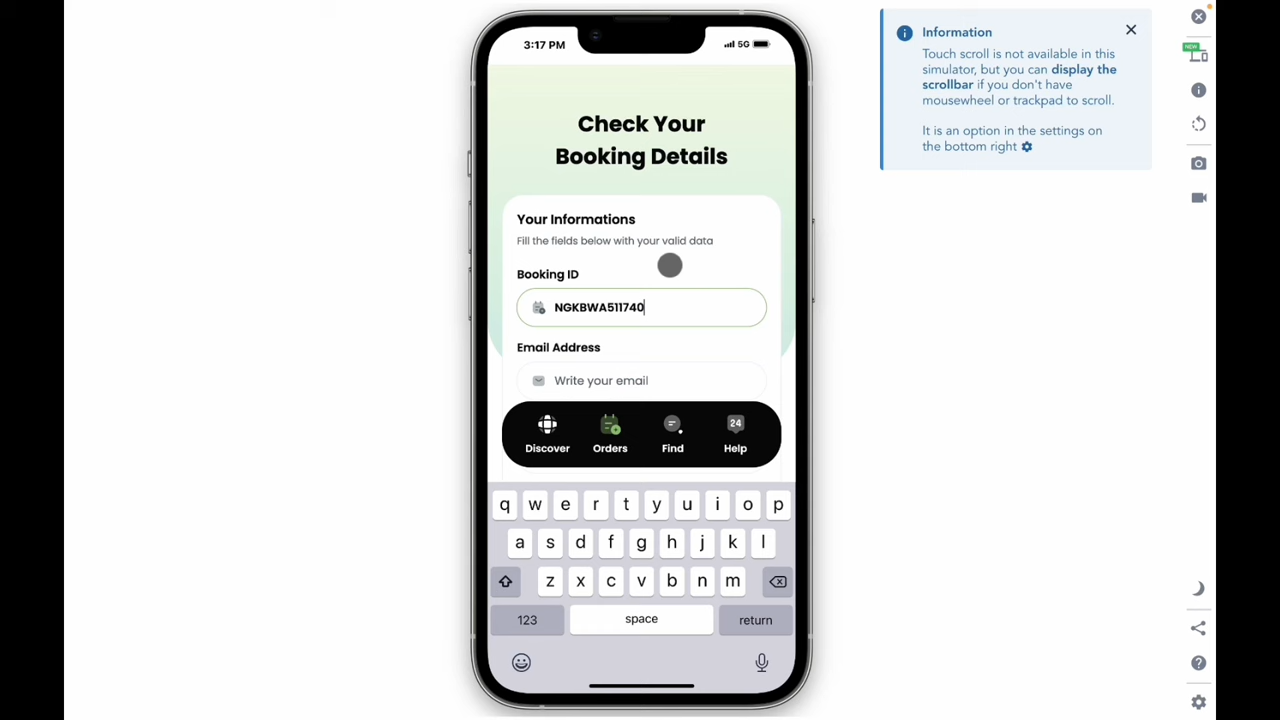 3:17 PM
5G
Check Your
Booking Details
Your Informations
Fill the fields below with your valid data
Booking ID
NGKBWA511740
Email Address
Write your email
24
Discover
Orders
Find
Help
q w e r t y u i o p
a s d f g h j k l
z x c v b n m
123
space
return
Information
Touch scroll is not available in this
simulator, but you can display the
scrollbar if you don't have
mousewheel or trackpad to scroll.
It is an option in the settings on
the bottom right
NEW